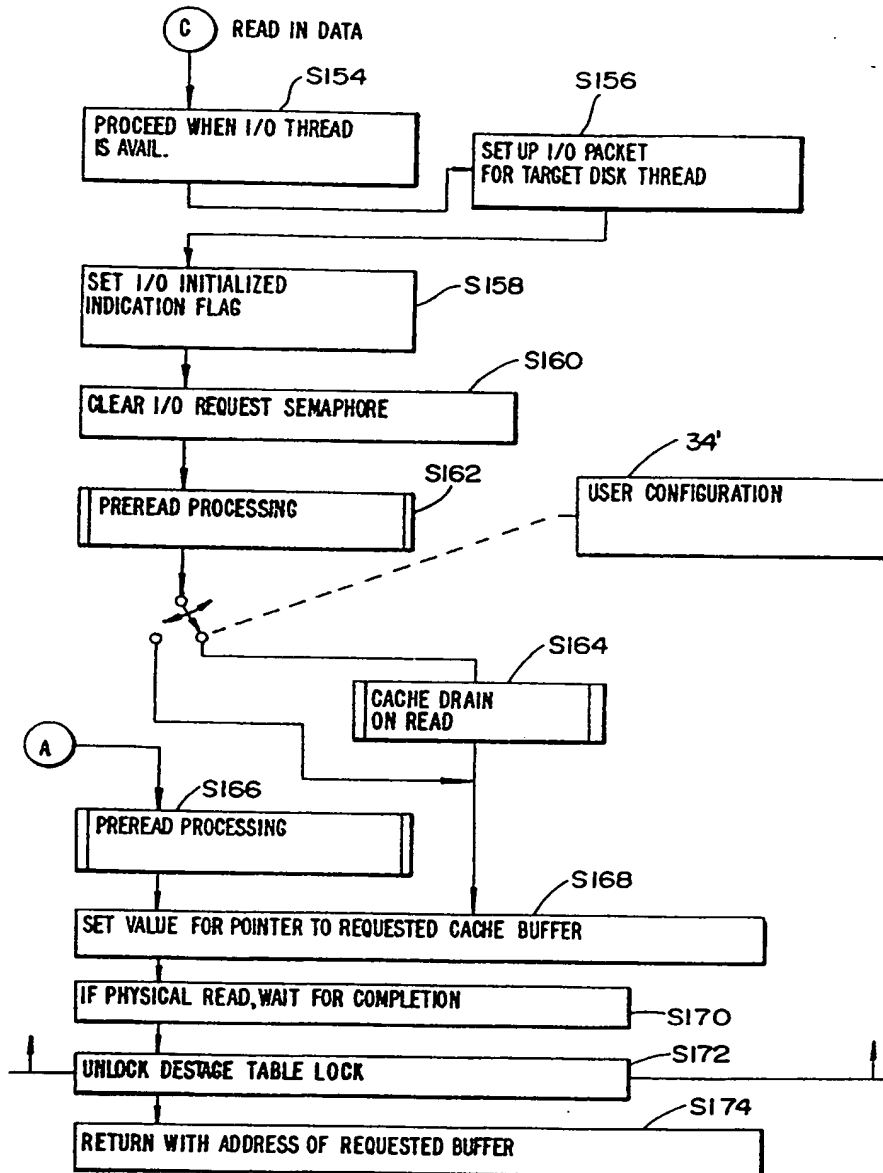 C READ IN DATA
S154
PROCEED WHEN I/O THREAD
IS AVAIL.
S156
SET UP I/O PACKET
FOR TARGET DISK THREAD
SET I/O INITIALIZED
INDICATION FLAG
S158
S160
CLEAR I/O REQUEST SEMAPHORE
S162
PREREAD PROCESSING
34'
USER CONFIGURATION
S164
CACHE DRAIN
ON READ
A
S166
PREREAD PROCESSING
S168
SET VALUE FOR POINTER TO REQUESTED CACHE BUFFER
IF PHYSICAL READ, WAIT FOR COMPLETION
S170
S172
UNLOCK DESTAGE TABLE LOCK
S174
RETURN WITH ADDRESS OF REQUESTED BUFFER